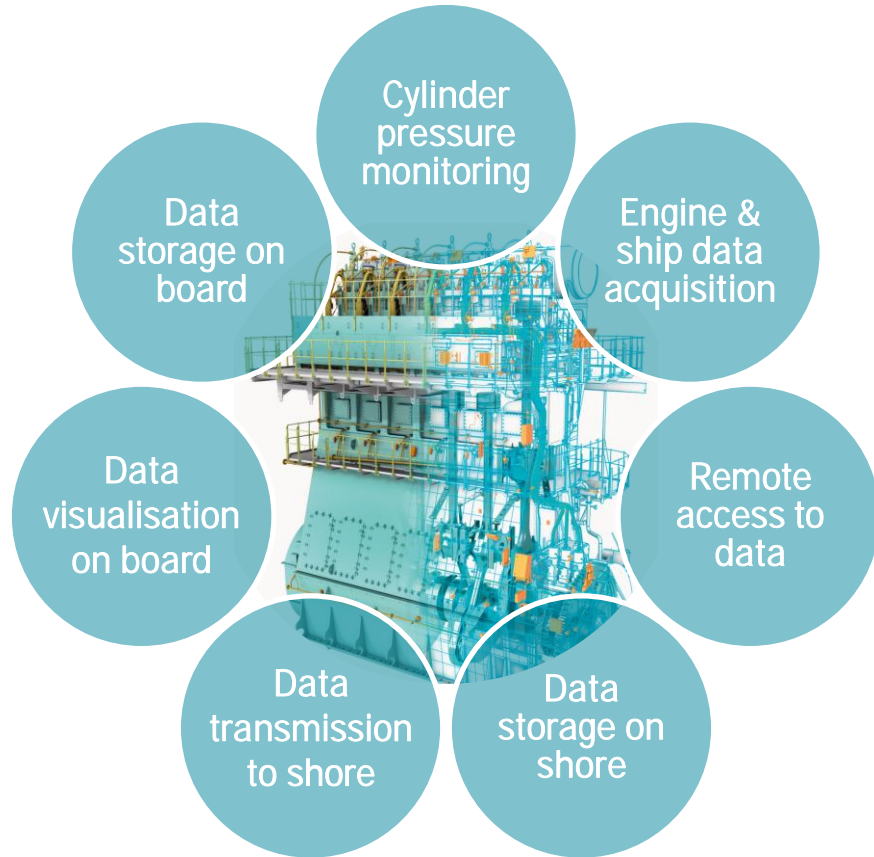 Cylinder
pressure
monitoring
Engine &
ship data
acquisition
Remote
access to
data
Data
storage on
shore
Data
transmission
to shore
Data
visualisation
on board
Data
storage on
board